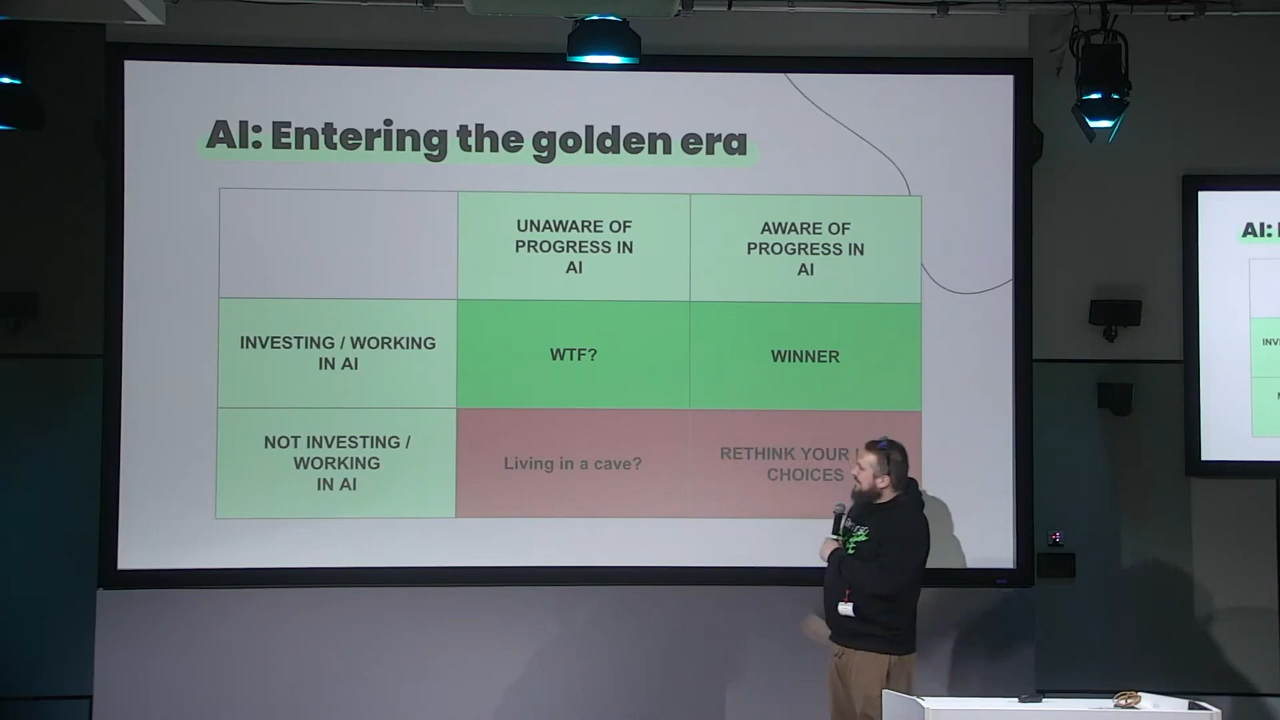 AI: Entering the golden era
UNAWARE OF
PROGRESS IN
AI
AWARE OF
PROGRESS IN
AI
INVESTING / WORKING
IN AI
WTF?
WINNER
NOT INVESTING /
WORKING
IN AI
Living in a cave?
RETHINK YOUR
CHOICES
AI: